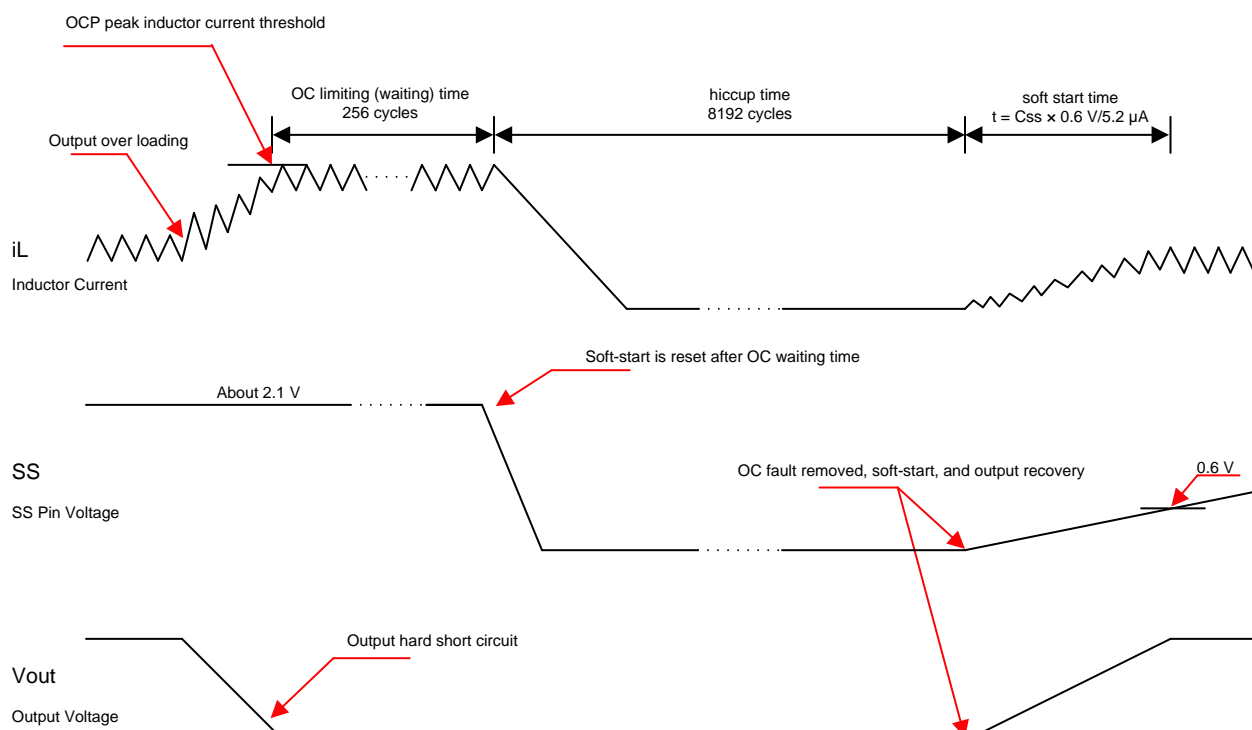 OCP peak inductor current threshold
OC limiting (waiting) time
256 cycles
hiccup time
8192 cycles
soft start time
t = Css × 0.6 V/5.2 µA
Output over loading
iL
Inductor Current
Soft-start is reset after OC waiting time
About 2.1 V
SS
SS Pin Voltage
OC fault removed, soft-start, and output recovery
0.6 V
Output hard short circuit
Vout
Output Voltage